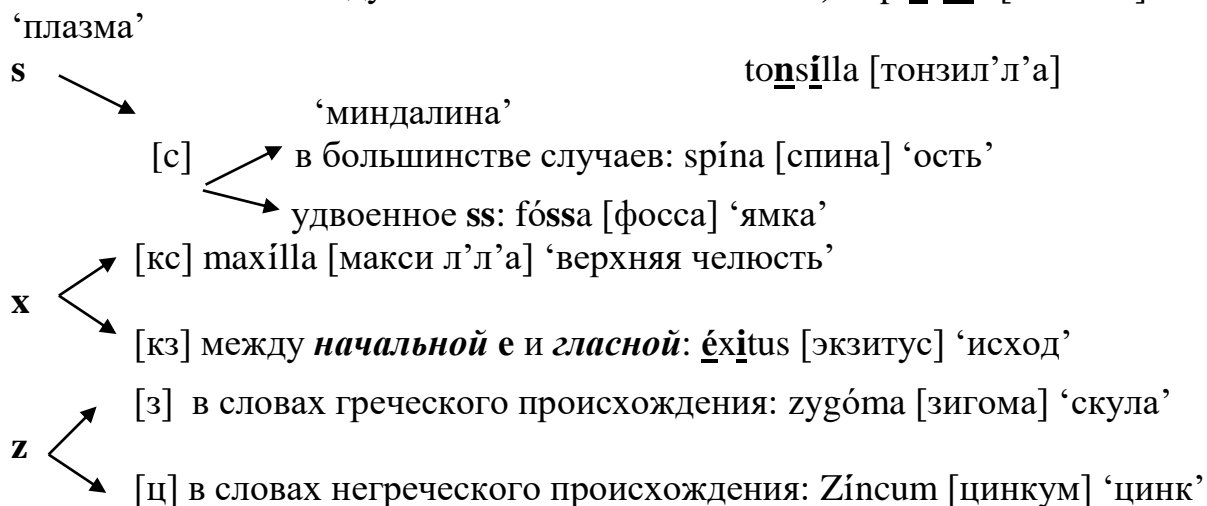 ‘плазма’
s tonsílla [тонзил’л’а]
‘миндалина’
[с] в большинстве случаев: spína [спина] ‘ость’
удвоенное ss: fóssa [фосса] ‘ямка’
[кс] maxílla [макси л’л’а] ‘верхняя челюсть’
x
[кз] между начальной е и гласной: éxitus [экзитус] ‘исход’
[з] в словах греческого происхождения: zygóma [зигома] ‘скула’
z
[ц] в словах негреческого происхождения: Zíncum [цинкум] ‘цинк’